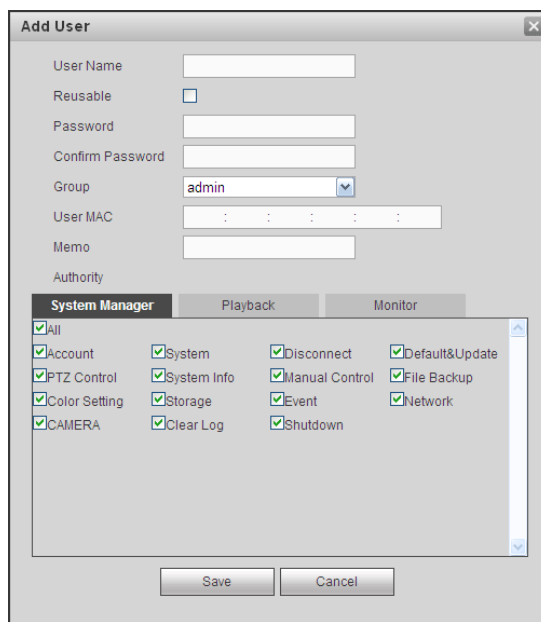 Add User
User Name
Reusable
Password
Confirm Password
Group admin
User MAC : : : : :
Memo
Authority
System Manager Playback Monitor
All
Account System Disconnect Default&Update
PTZ Control System Info Manual Control File Backup
Color Setting Storage Event Network
CAMERA Clear Log Shutdown
Save Cancel